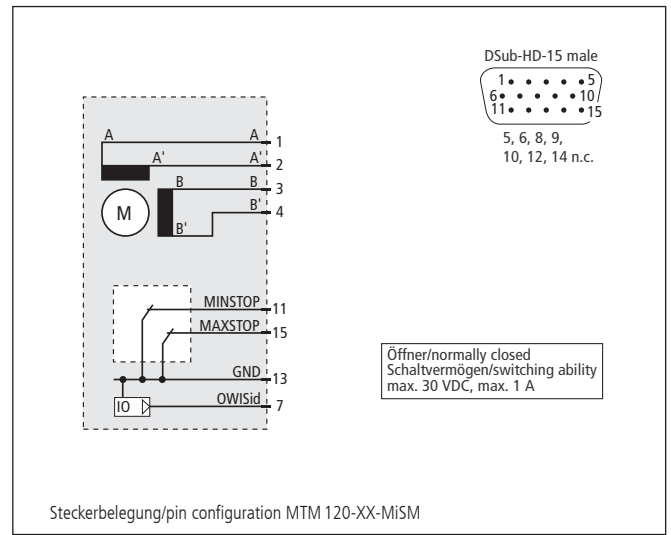 DSub-HD-15 male
1 5
6 10
11 15
5, 6, 8, 9,
10, 12, 14 n.c.
A A 1
A' A' 2
B B 3
B' 4
M
B'
MINSTOP 11
MAXSTOP 15
GND 13
IO OWISid 7
Öffner/normally closed
Schaltvermögen/switching ability
max. 30 VDC, max. 1 A
Steckerbelegung/pin configuration MTM 120-XX-MiSM